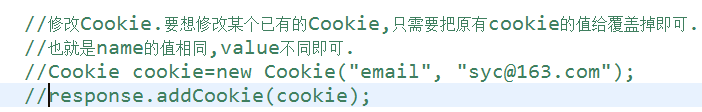 //修改Cookie.要想修改某个已有的Cookie,只需要把原有cookie的值给覆盖掉即可.
//也就是name的值相同,value不同即可.
//Cookie cookie=new Cookie("email", "syc@163.com");
//response.addCookie(cookie);